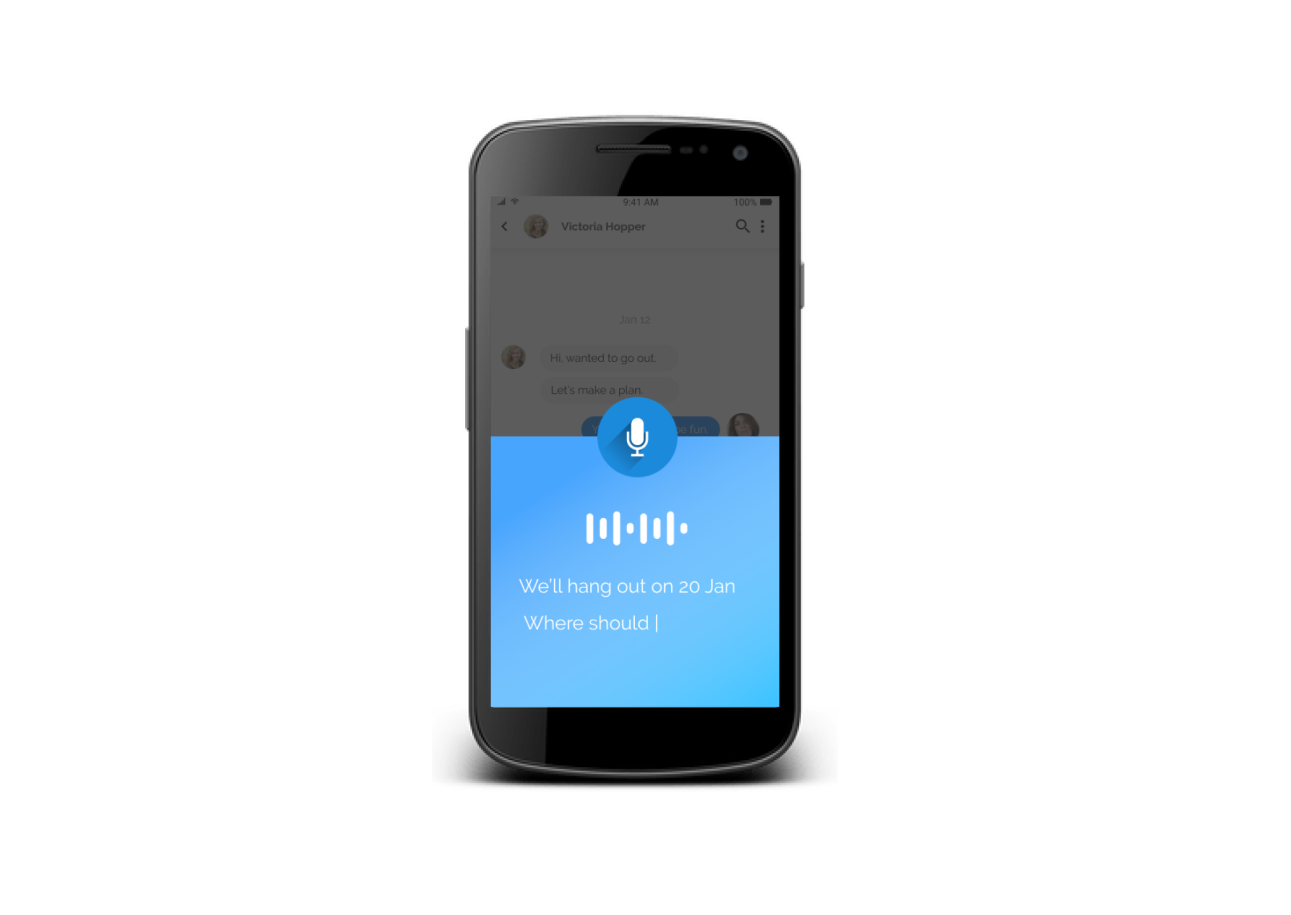 9:41 AM 100%
Victoria Hopper
Jan 12
Hi, wanted to go out.
Let's make a plan.
fun.
We'll hang out on 20 Jan
Where should |